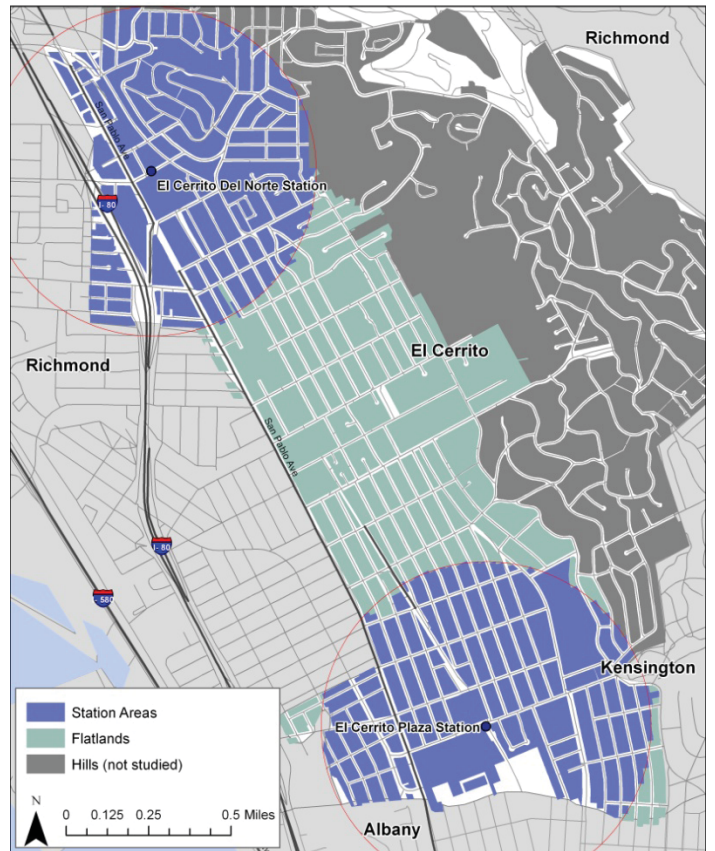 Richmond
San Pablo Ave
El Cerrito Del Norte Station
I- 80
Richmond
El Cerrito
San Pablo Ave
I- 80
I- 580
Kensington
Station Areas
Flatlands
Hills (not studied)
El Cerrito Plaza Station
N
0 0.125 0.25 0.5 Miles
Albany